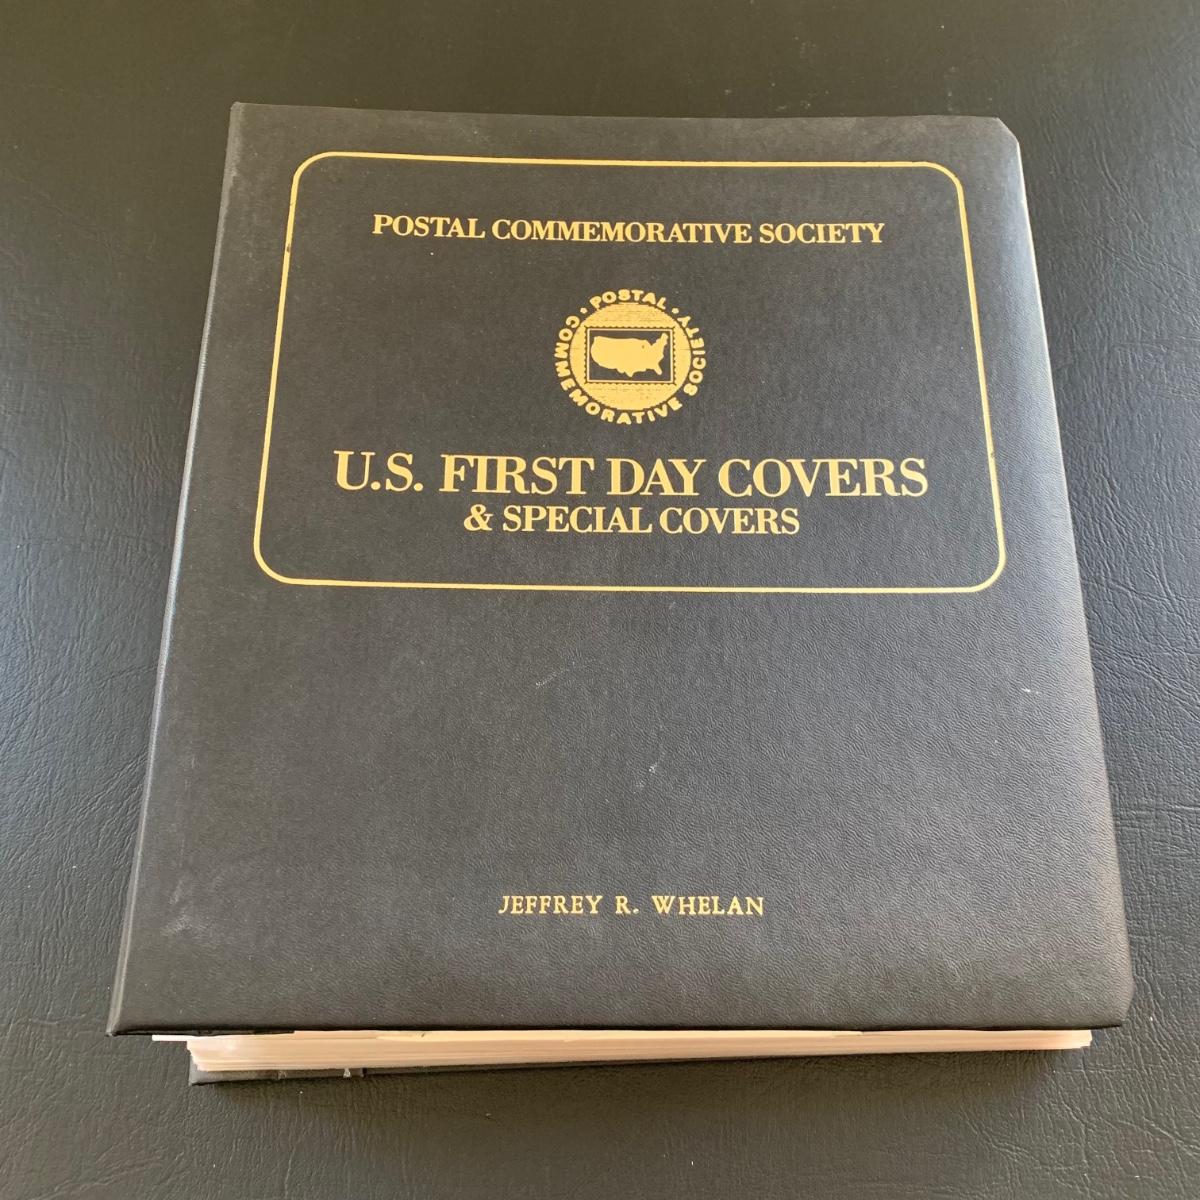 POSTAL COMMEMORATIVE SOCIETY
• POSTAL •
COMMEMORATIVE SOCIETY
U.S. FIRST DAY COVERS
& SPECIAL COVERS
JEFFREY R. WHELAN